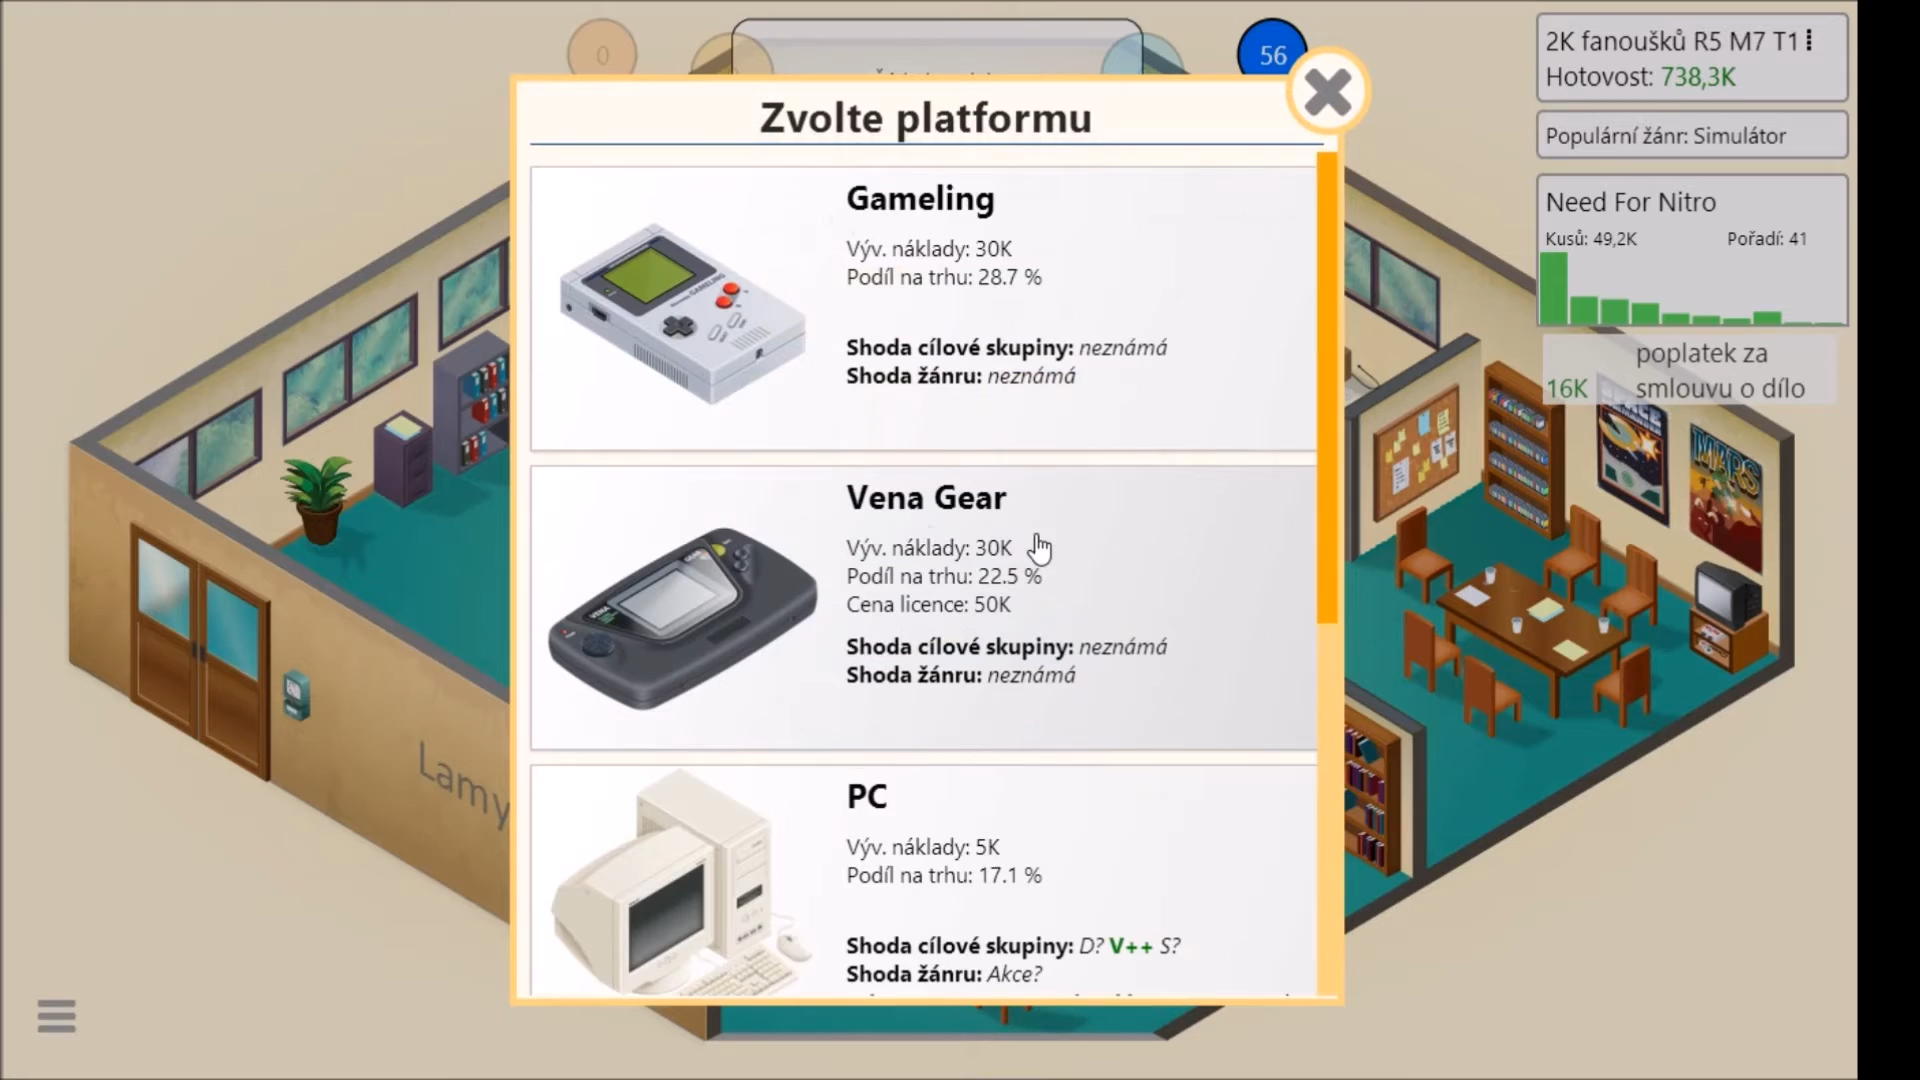 0
56
2K fanoušků R5 M7 T1
Hotovost: 738,3K
Populární žánr: Simulátor
Need For Nitro
Kusů: 49,2K
Pořadí: 41
16K
poplatek za
smlouvu o dílo
Zvolte platformu
Gameling
Výv. náklady: 30K
Podíl na trhu: 28.7 %
Shoda cílové skupiny: neznámá
Shoda žánru: neznámá
Vena Gear
Výv. náklady: 30K
Podíl na trhu: 22.5 %
Cena licence: 50K
Shoda cílové skupiny: neznámá
Shoda žánru: neznámá
PC
Výv. náklady: 5K
Podíl na trhu: 17.1 %
Shoda cílové skupiny: D? V++ S?
Shoda žánru: Akce?
Lamy
MARS
GAMELING
VENA
GEAR